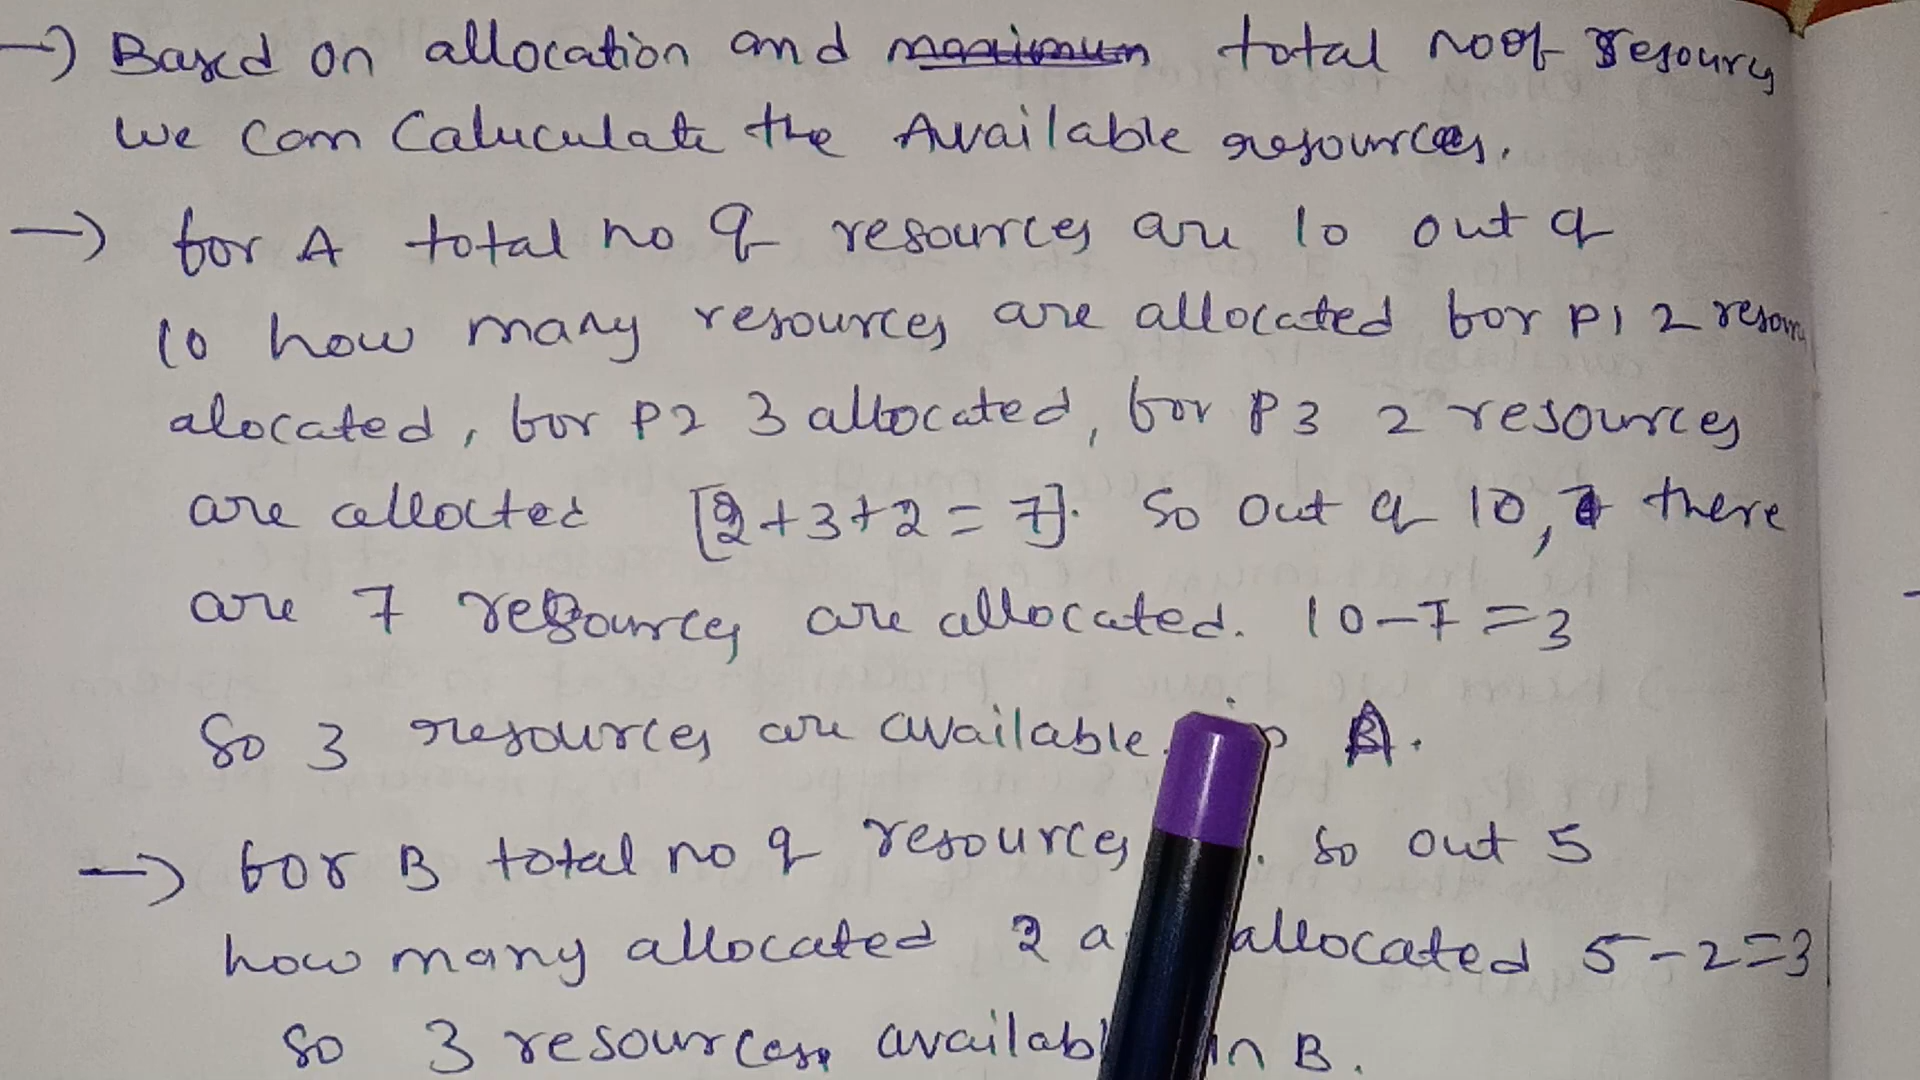 → Based on allocation and maximum total no of resources
we can Caluculate the Available resources.
→ for A total no of resources are 10 out of
10 how many resources are allocated for P1 2
alocated, for P2 3 allocated, for P3 2 resources
are allocted [2+3+2=7]. So out of 10, there
are 7 resources are allocated. 10-7=3
So 3 resources are available. A.
→ for B total no of resources . So out 5
how many allocated 2 allocated 5-2=3
So 3 resources in B.